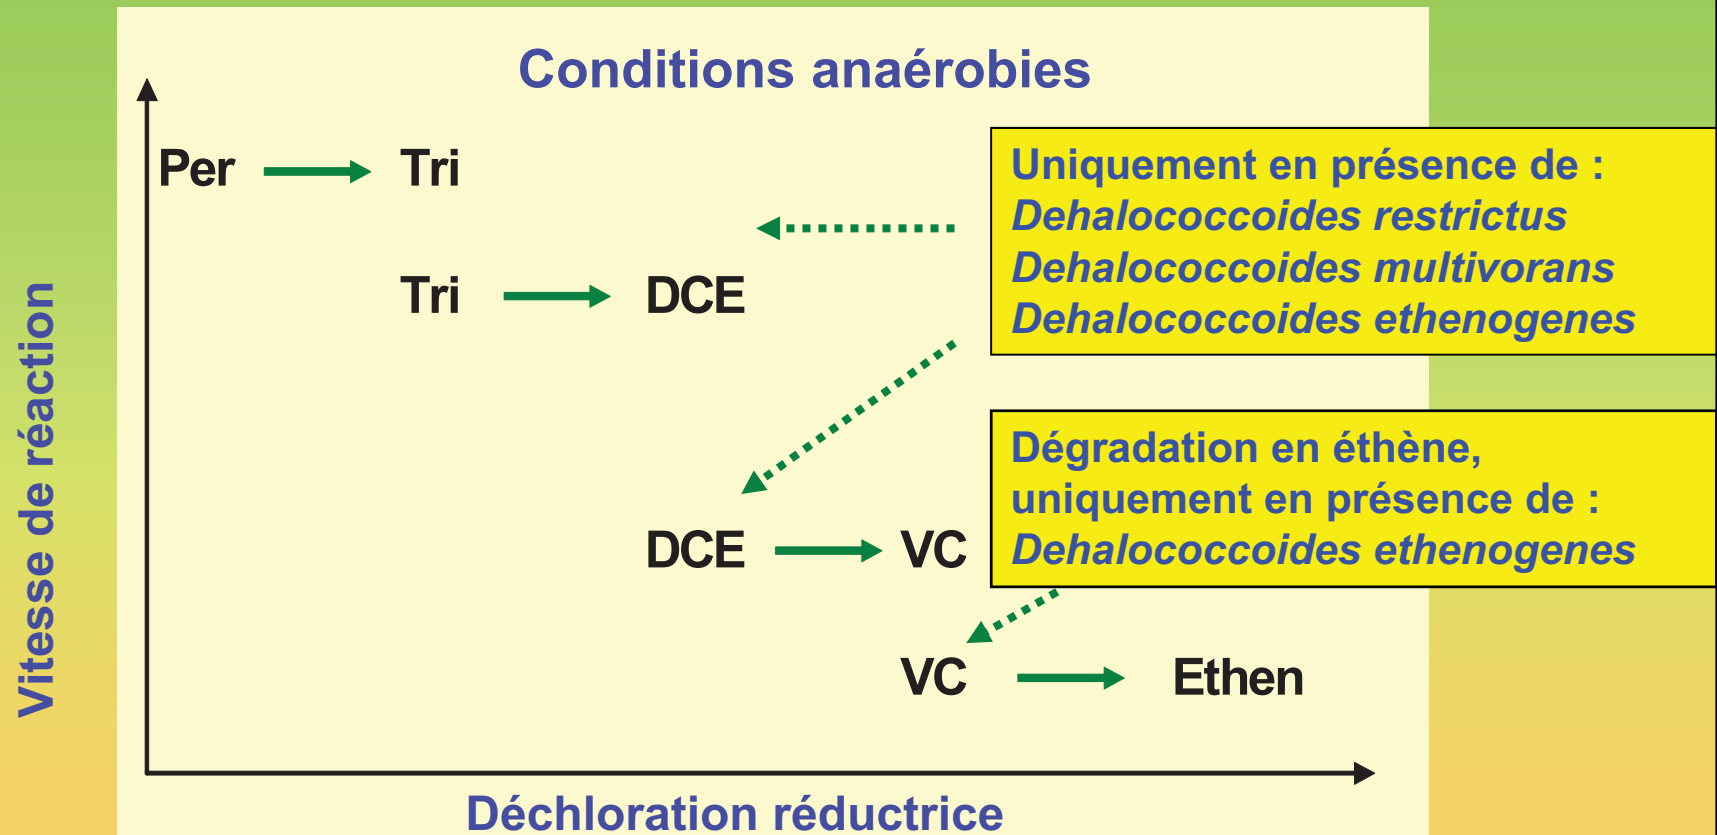 Conditions anaérobies
Per Tri
Tri DCE
DCE VC
VC Ethen
Uniquement en présence de :
Dehalococcoides restrictus
Dehalococcoides multivorans
Dehalococcoides ethenogenes
Dégradation en éthène,
uniquement en présence de :
Dehalococcoides ethenogenes
Vitesse de réaction
Déchloration réductrice